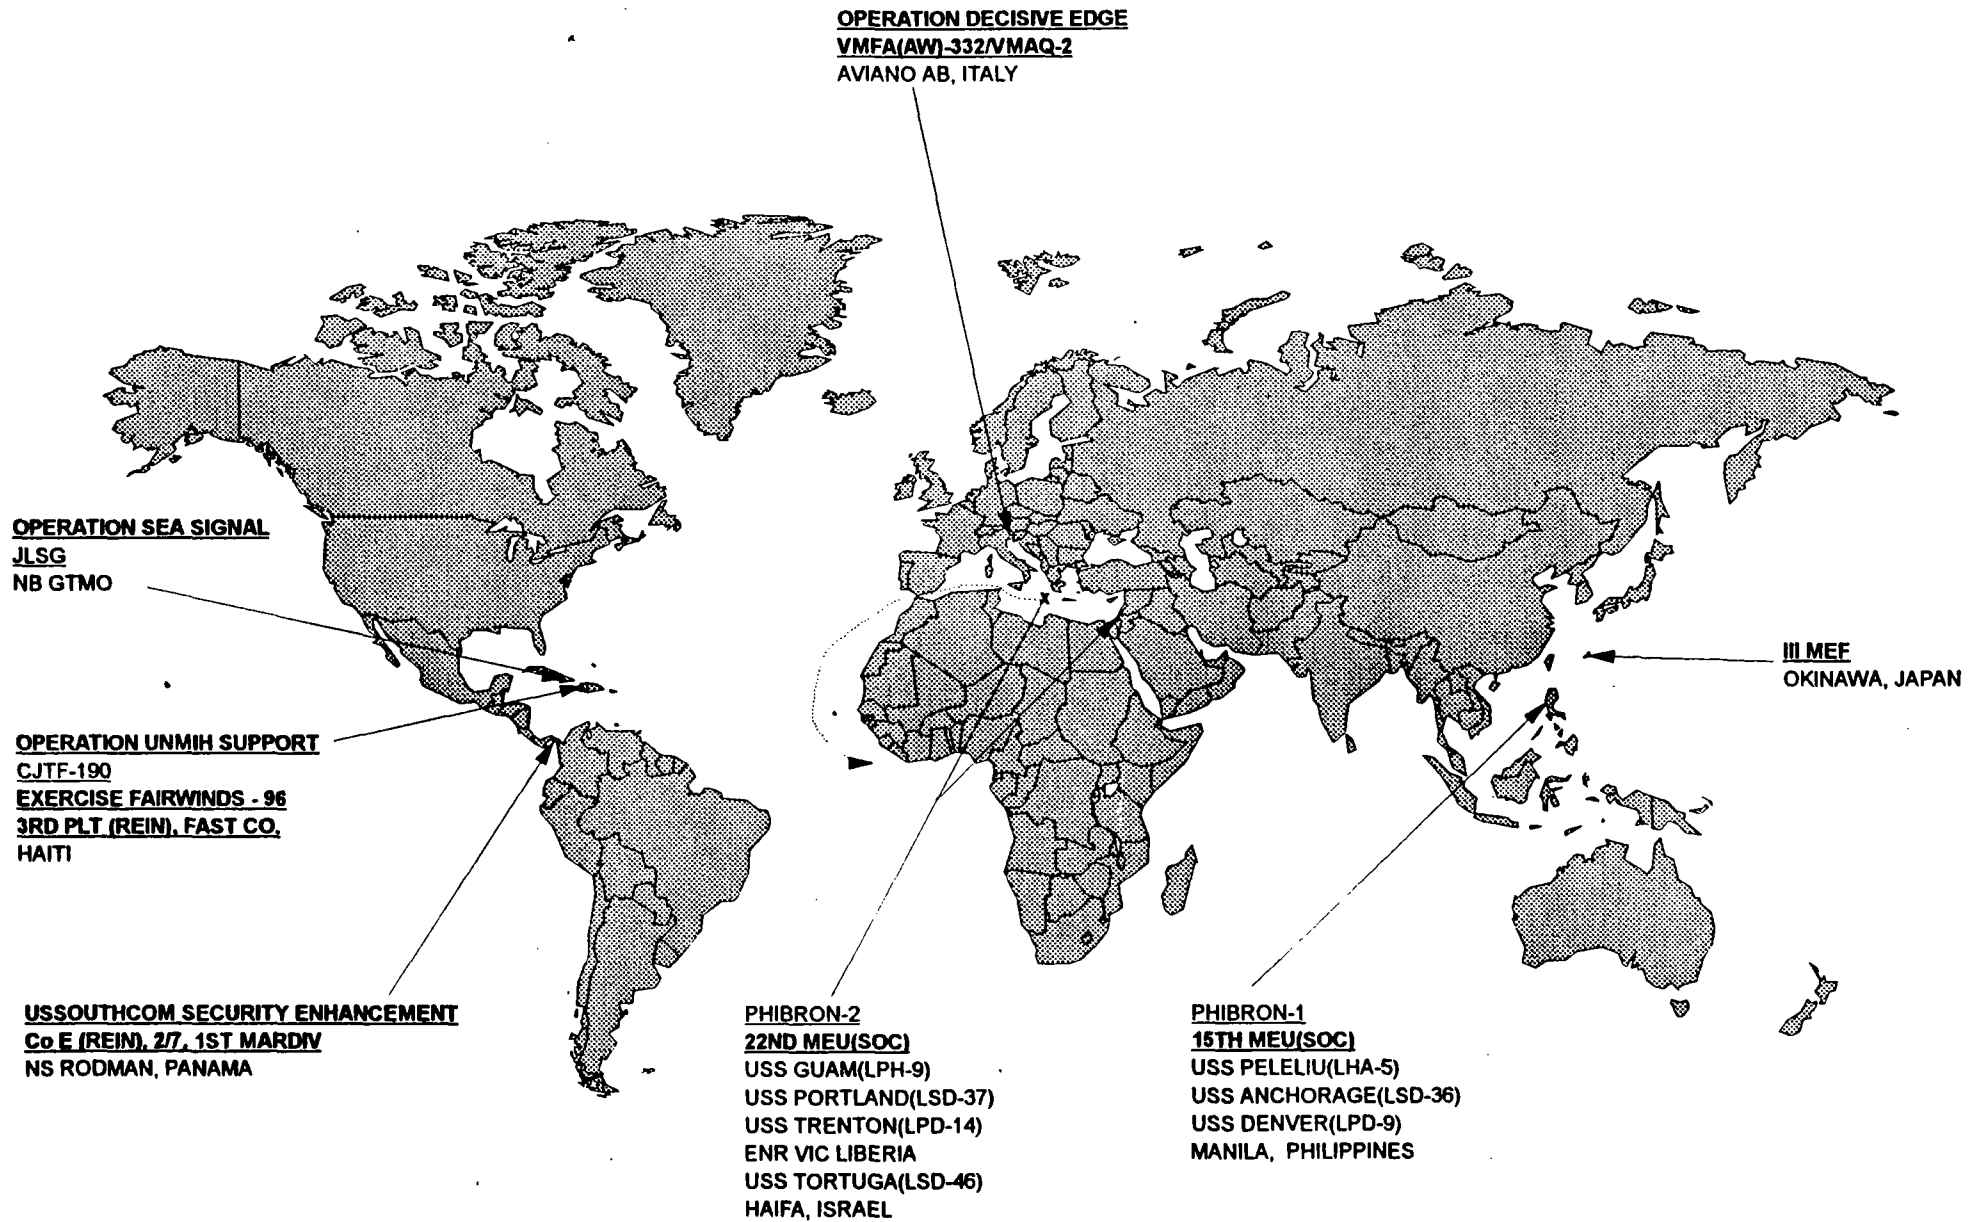 OPERATION DECISIVE EDGE
VMFA(AW)-332/VMAQ-2
AVIANO AB, ITALY
OPERATION SEA SIGNAL
JLSG
NB GTMO
III MEF
OKINAWA, JAPAN
OPERATION UNMIH SUPPORT
CJTF-190
EXERCISE FAIRWINDS - 96
3RD PLT (REIN), FAST CO,
HAITI
USSOUTHCOM SECURITY ENHANCEMENT
Co E (REIN), 2/7, 1ST MARDIV
NS RODMAN, PANAMA
PHIBRON-2
22ND MEU(SOC)
USS GUAM(LPH-9)
USS PORTLAND(LSD-37)
USS TRENTON(LPD-14)
ENR VIC LIBERIA
USS TORTUGA(LSD-46)
HAIFA, ISRAEL
PHIBRON-1
15TH MEU(SOC)
USS PELELIU(LHA-5)
USS ANCHORAGE(LSD-36)
USS DENVER(LPD-9)
MANILA, PHILIPPINES